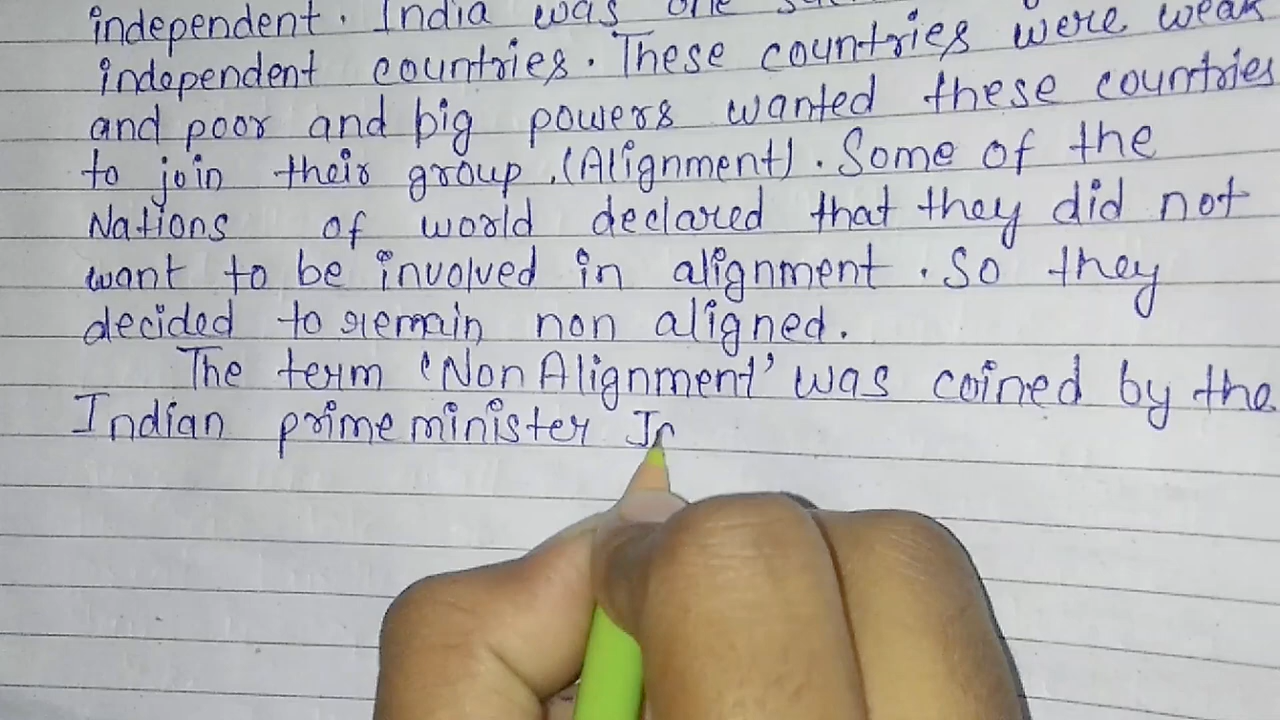 independent. India was one
independent countries. These countries were weak
and poor and big powers wanted these countries
to join their group .(Alignment). Some of the
Nations of world declared that they did not
want to be involved in alignment. So they
decided to remain non aligned.
The term 'Non Alignment' was coined by the
Indian prime minister